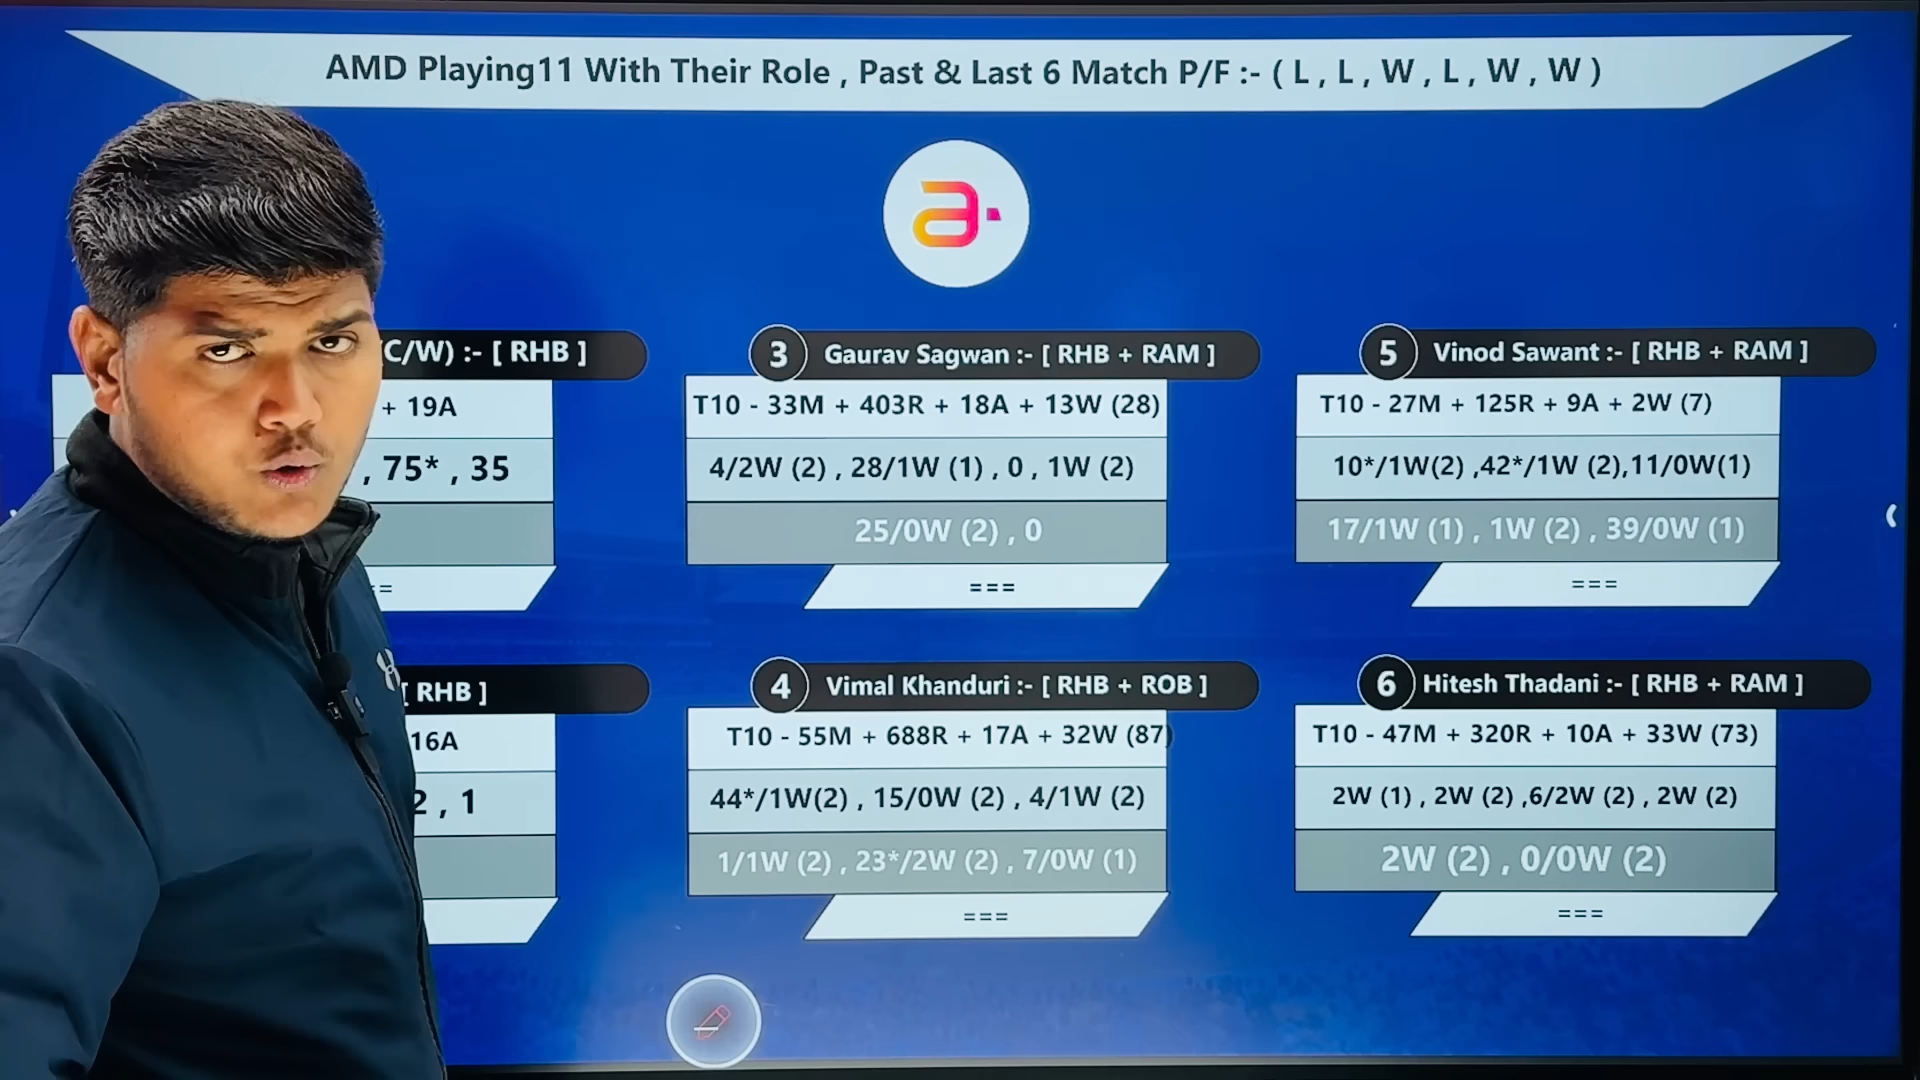 AMD Playing11 With Their Role , Past & Last 6 Match P/F :- ( L , L , W , L , W , W )
(C/W) :- [ RHB ]
+ 19A
, 75* , 35
[ RHB ]
16A
2 , 1
3 Gaurav Sagwan :- [ RHB + RAM ]
T10 - 33M + 403R + 18A + 13W (28)
4/2W (2) , 28/1W (1) , 0 , 1W (2)
25/0W (2) , 0
===
4 Vimal Khanduri :- [ RHB + ROB ]
T10 - 55M + 688R + 17A + 32W (87)
44*/1W(2) , 15/0W (2) , 4/1W (2)
1/1W (2) , 23*/2W (2) , 7/0W (1)
===
5 Vinod Sawant :- [ RHB + RAM ]
T10 - 27M + 125R + 9A + 2W (7)
10*/1W(2) ,42*/1W (2),11/0W(1)
17/1W (1) , 1W (2) , 39/0W (1)
===
6 Hitesh Thadani :- [ RHB + RAM ]
T10 - 47M + 320R + 10A + 33W (73)
2W (1) , 2W (2) ,6/2W (2) , 2W (2)
2W (2) , 0/0W (2)
===